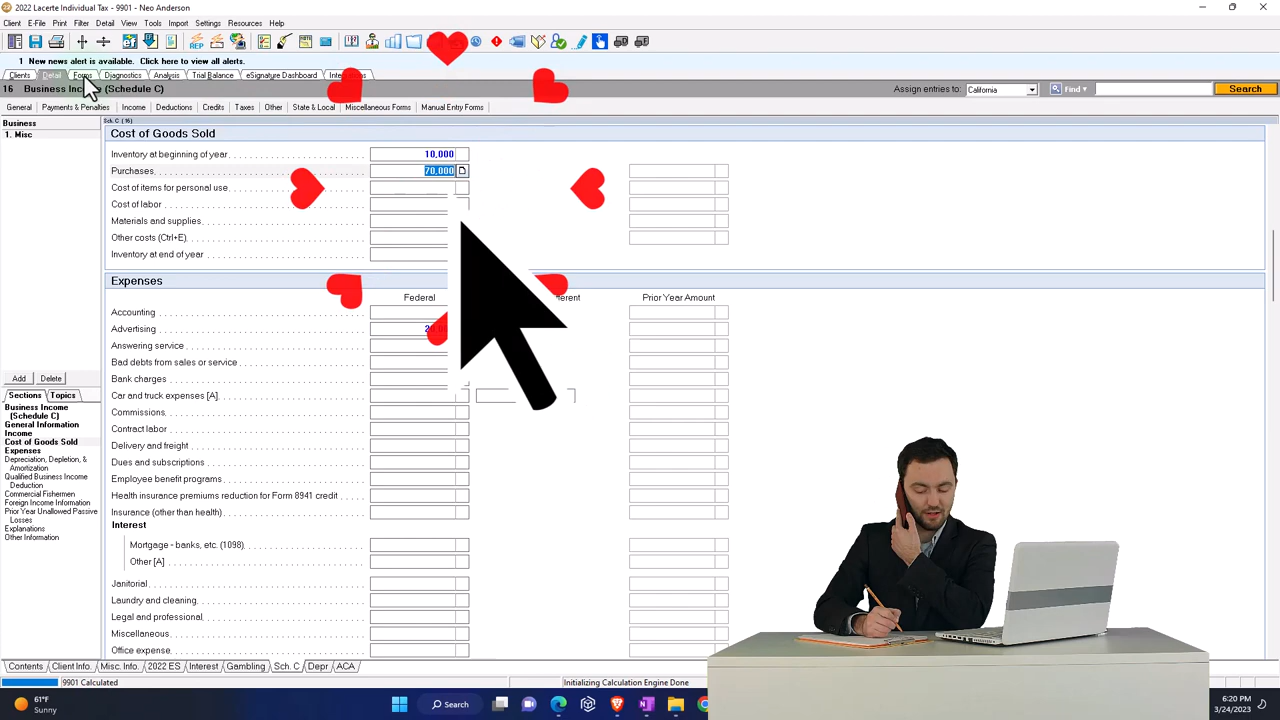 2022 Lacerte Individual Tax - 9901 - Neo Anderson
Client E-File Print Filter Detail View Tools Import Settings Resources Help
REP
1 New news alert is available. Click here to view all alerts.
Clients Detail Forms Diagnostics Analysis Trial Balance eSignature Dashboard
16 Business (Schedule C) Assign entries to: California Find Search
General Payments & Penalties Income Deductions Credits Taxes Other State & Local Miscellaneous Forms Manual Entry Forms
Business
1. Misc
Sch. C (16)
Cost of Goods Sold
Inventory at beginning of year 10,000
Purchases 70,000
Cost of items for personal use
Cost of labor
Materials and supplies
Other costs (Ctrl+E)
Inventory at end of year
Expenses
Federal Prior Year Amount
Accounting
Advertising
Answering service
Bad debts from sales or service
Bank charges
Car and truck expenses [A]
Commissions
Contract labor
Delivery and freight
Dues and subscriptions
Employee benefit programs
Health insurance premiums reduction for Form 8941 credit
Insurance (other than health)
Interest
Mortgage - banks, etc. (1098)
Other [A]
Janitorial
Laundry and cleaning
Legal and professional
Miscellaneous
Office expense
Add Delete
Sections Topics
Business Income
(Schedule C)
General Information
Income
Cost of Goods Sold
Expenses
Depreciation, Depletion, &
Amortization
Qualified Business Income
Deduction
Commercial Fishermen
Foreign Income Information
Prior Year Unallowed Passive
Losses
Explanations
Other Information
Contents Client Info. Misc. Info. 2022 ES Interest Gambling Sch. C Depr ACA
9901 Calculated Initializing Calculation Engine Done
61°F
Sunny
Search
6:20 PM
3/24/2023